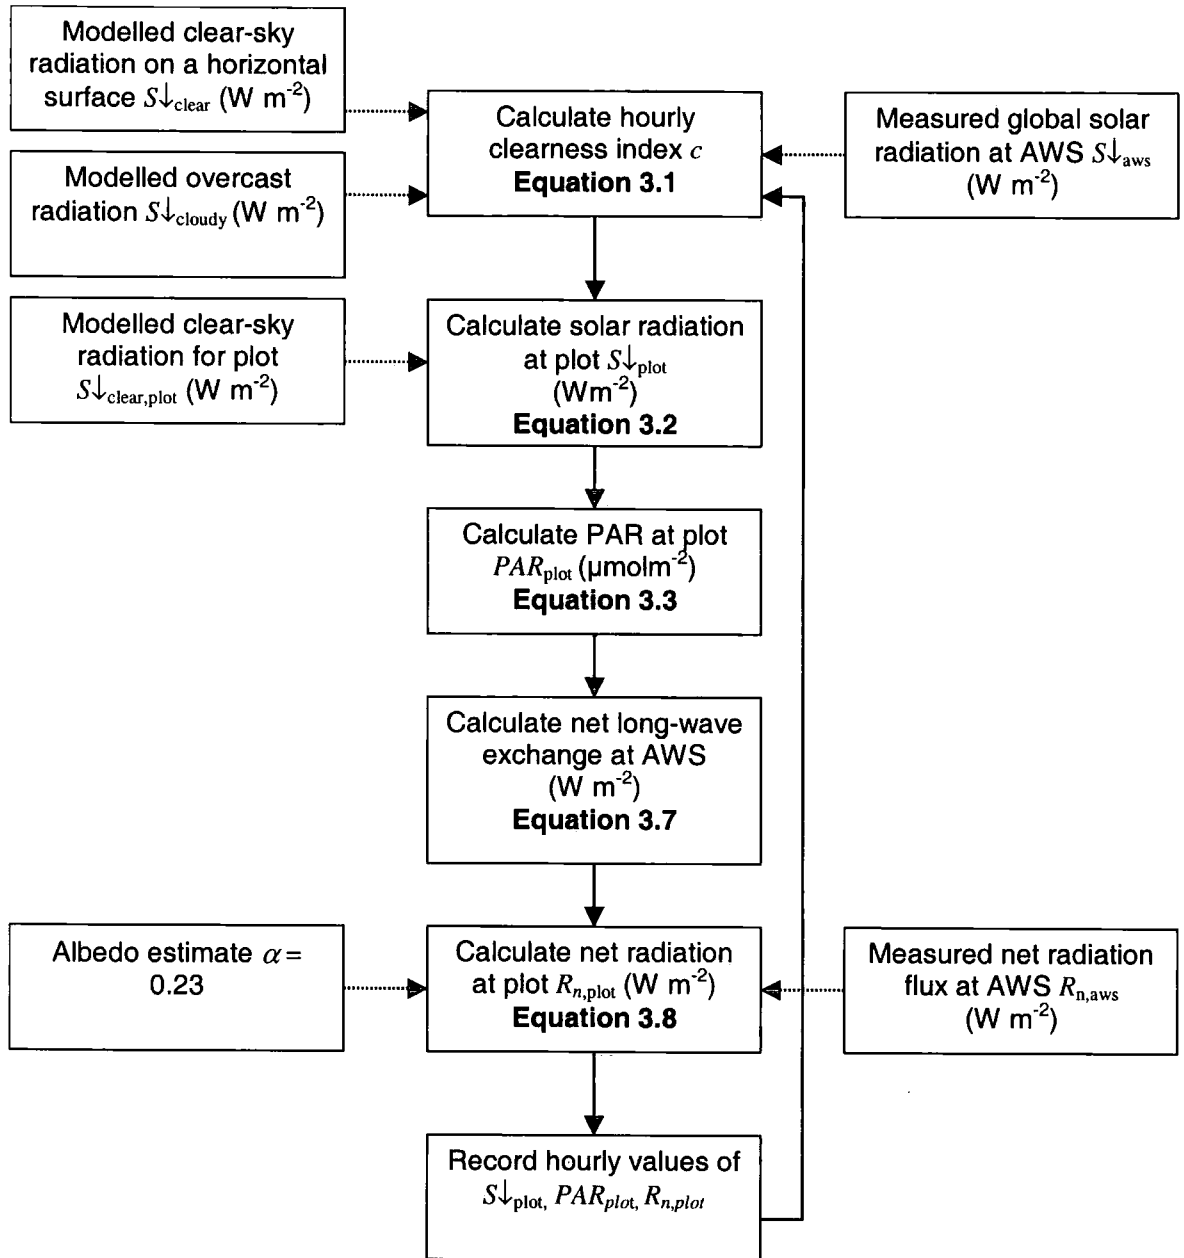 Modelled clear-sky
radiation on a horizontal
surface S↓clear (W m⁻²)
Calculate hourly
clearness index c
Equation 3.1
Measured global solar
radiation at AWS S↓aws
(W m⁻²)
Modelled overcast
radiation S↓cloudy (W m⁻²)
Modelled clear-sky
radiation for plot
S↓clear,plot (W m⁻²)
Calculate solar radiation
at plot S↓plot
(Wm⁻²)
Equation 3.2
Calculate PAR at plot
PARplot (µmolm⁻²)
Equation 3.3
Calculate net long-wave
exchange at AWS
(W m⁻²)
Equation 3.7
Albedo estimate α =
0.23
Calculate net radiation
at plot Rn,plot (W m⁻²)
Equation 3.8
Measured net radiation
flux at AWS Rn,aws
(W m⁻²)
Record hourly values of
S↓plot, PARplot, Rn,plot